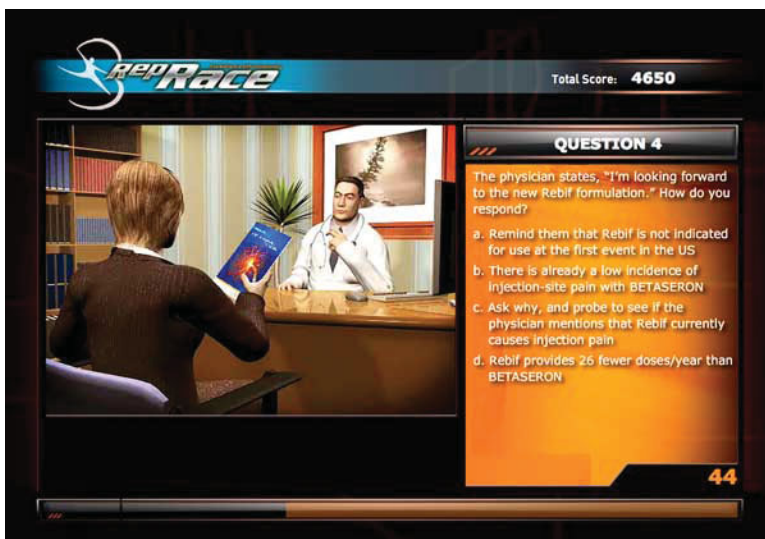 RepRace
Total Score: 4650
QUESTION 4
The physician states, "I'm looking forward
to the new Rebif formulation." How do you
respond?
a. Remind them that Rebif is not indicated
for use at the first event in the US
b. There is already a low incidence of
injection-site pain with BETASERON
c. Ask why, and probe to see if the
physician mentions that Rebif currently
causes injection pain
d. Rebif provides 26 fewer doses/year than
BETASERON
44